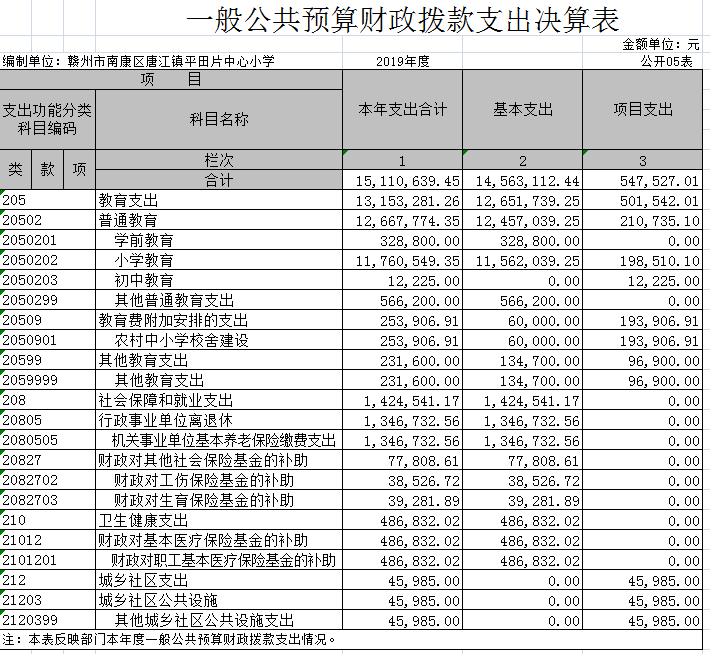 一般公共预算财政拨款支出决算表
金额单位：元
编制单位：赣州市南康区唐江镇平田片中心小学 2019年度 公开05表
项 目 本年支出合计 基本支出 项目支出
支出功能分类科目编码 科目名称
类 款 项 栏次 1 2 3
合计 15,110,639.45 14,563,112.44 547,527.01
205 教育支出 13,153,281.26 12,651,739.25 501,542.01
20502 普通教育 12,667,774.35 12,457,039.25 210,735.10
2050201 学前教育 328,800.00 328,800.00 0.00
2050202 小学教育 11,760,549.35 11,562,039.25 198,510.10
2050203 初中教育 12,225.00 0.00 12,225.00
2050299 其他普通教育支出 566,200.00 566,200.00 0.00
20509 教育费附加安排的支出 253,906.91 60,000.00 193,906.91
2050901 农村中小学校舍建设 253,906.91 60,000.00 193,906.91
20599 其他教育支出 231,600.00 134,700.00 96,900.00
2059999 其他教育支出 231,600.00 134,700.00 96,900.00
208 社会保障和就业支出 1,424,541.17 1,424,541.17 0.00
20805 行政事业单位离退休 1,346,732.56 1,346,732.56 0.00
2080505 机关事业单位基本养老保险缴费支出 1,346,732.56 1,346,732.56 0.00
20827 财政对其他社会保险基金的补助 77,808.61 77,808.61 0.00
2082702 财政对工伤保险基金的补助 38,526.72 38,526.72 0.00
2082703 财政对生育保险基金的补助 39,281.89 39,281.89 0.00
210 卫生健康支出 486,832.02 486,832.02 0.00
21012 财政对基本医疗保险基金的补助 486,832.02 486,832.02 0.00
2101201 财政对职工基本医疗保险基金的补助 486,832.02 486,832.02 0.00
212 城乡社区支出 45,985.00 0.00 45,985.00
21203 城乡社区公共设施 45,985.00 0.00 45,985.00
2120399 其他城乡社区公共设施支出 45,985.00 0.00 45,985.00
注：本表反映部门本年度一般公共预算财政拨款支出情况。